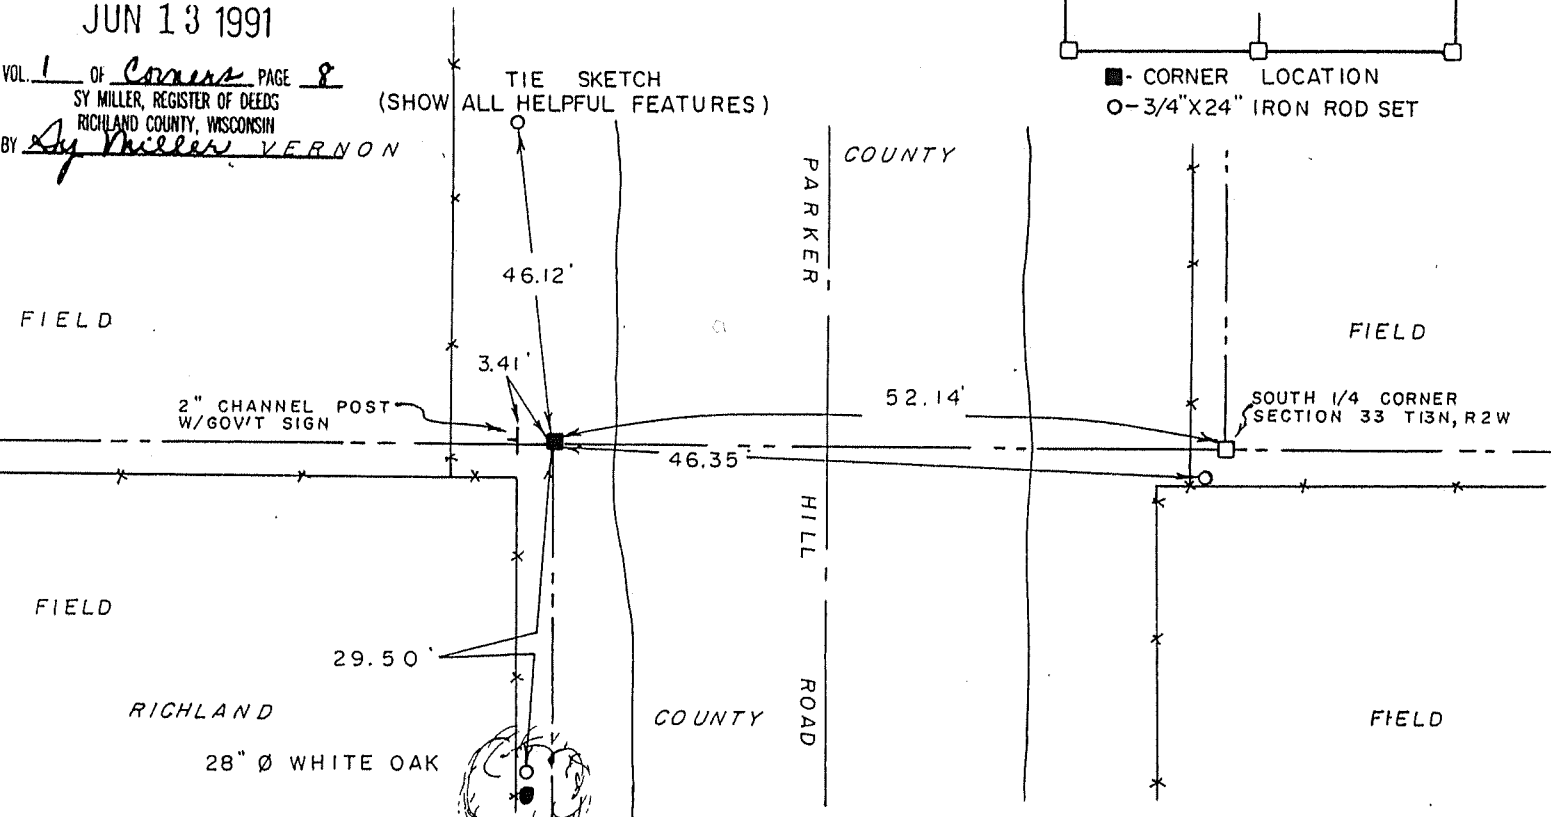 JUN 13 1991
VOL. 1 OF Corners PAGE 8
SY MILLER, REGISTER OF DEEDS
RICHLAND COUNTY, WISCONSIN
BY Sy Miller
VERNON COUNTY
TIE SKETCH
(SHOW ALL HELPFUL FEATURES)
■- CORNER LOCATION
O-3/4"X24" IRON ROD SET
PARKER HILL ROAD
46.12'
FIELD
FIELD
3.41'
2" CHANNEL POST
W/GOV'T SIGN
52.14'
SOUTH 1/4 CORNER
SECTION 33 T13N, R2W
46.35'
FIELD
29.50'
RICHLAND COUNTY
FIELD
28" Ø WHITE OAK